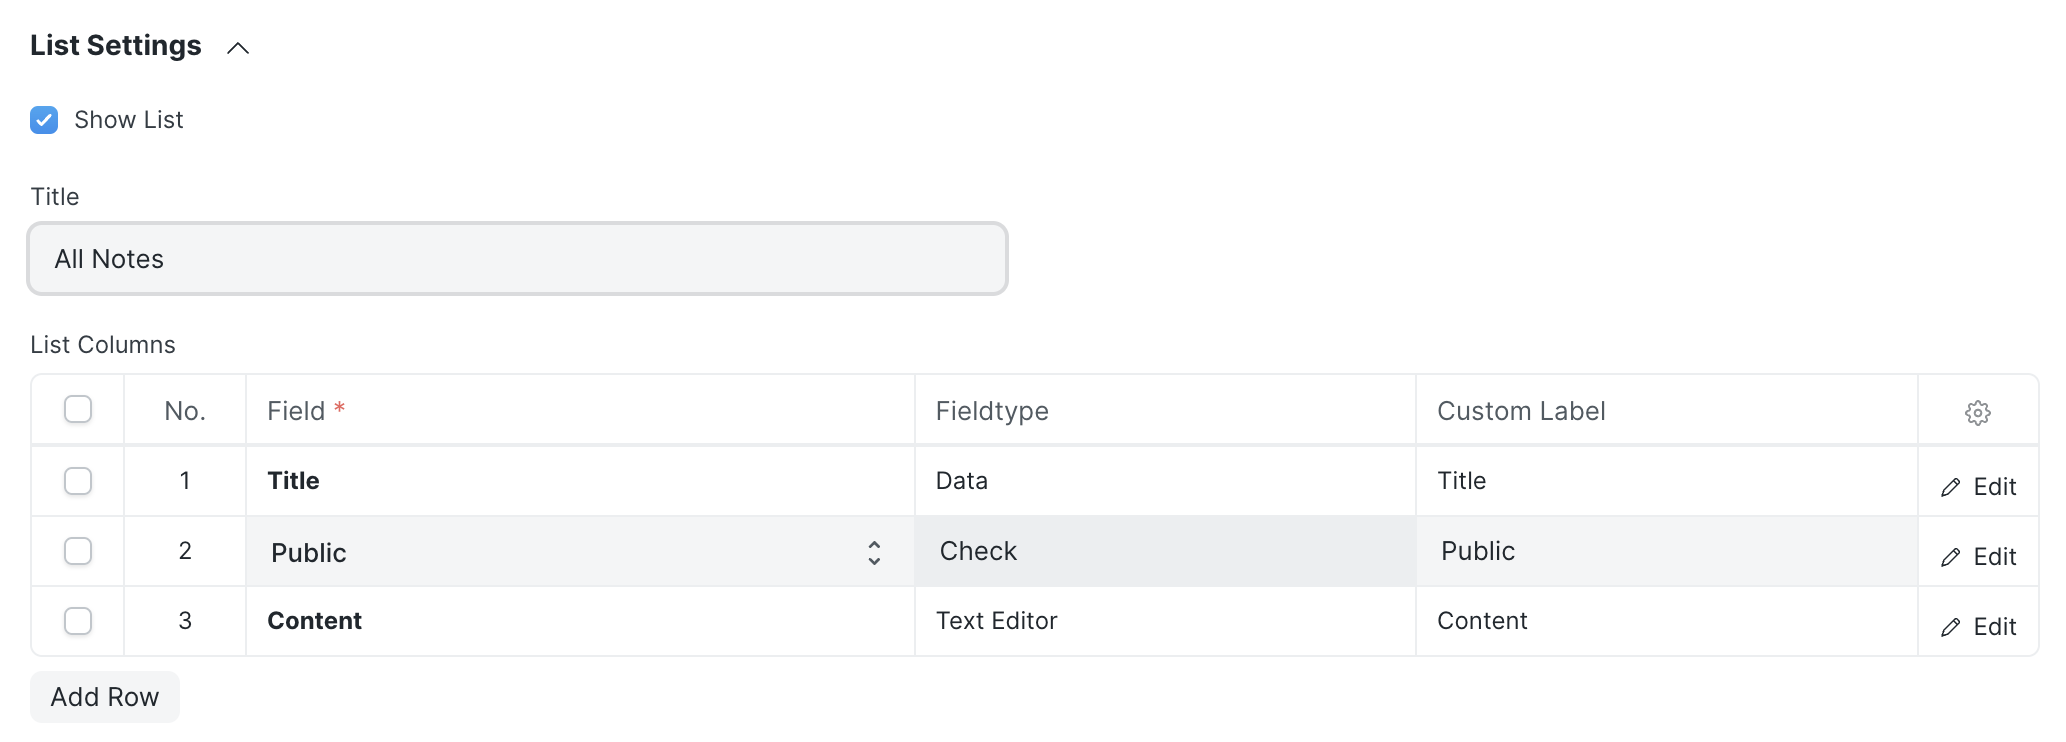 List Settings
Show List
Title
All Notes
List Columns
No. Field * Fieldtype Custom Label
1 Title Data Title Edit
2 Public Check Public Edit
3 Content Text Editor Content Edit
Add Row